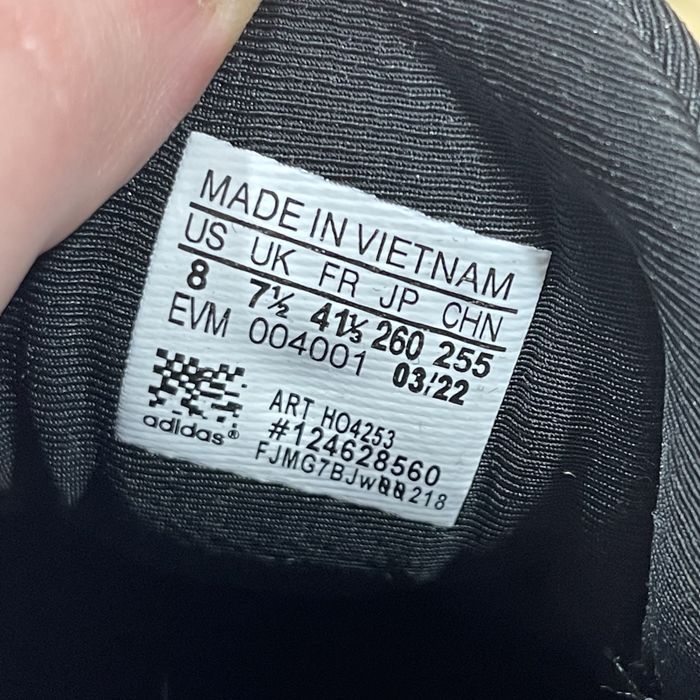 MADE IN VIETNAM
US UK FR JP CHN
8 7½ 41⅓ 260 255
EVM 004001 03/22
adidas®
ART HO4253
#124628560
FJMG7BJwQQ218